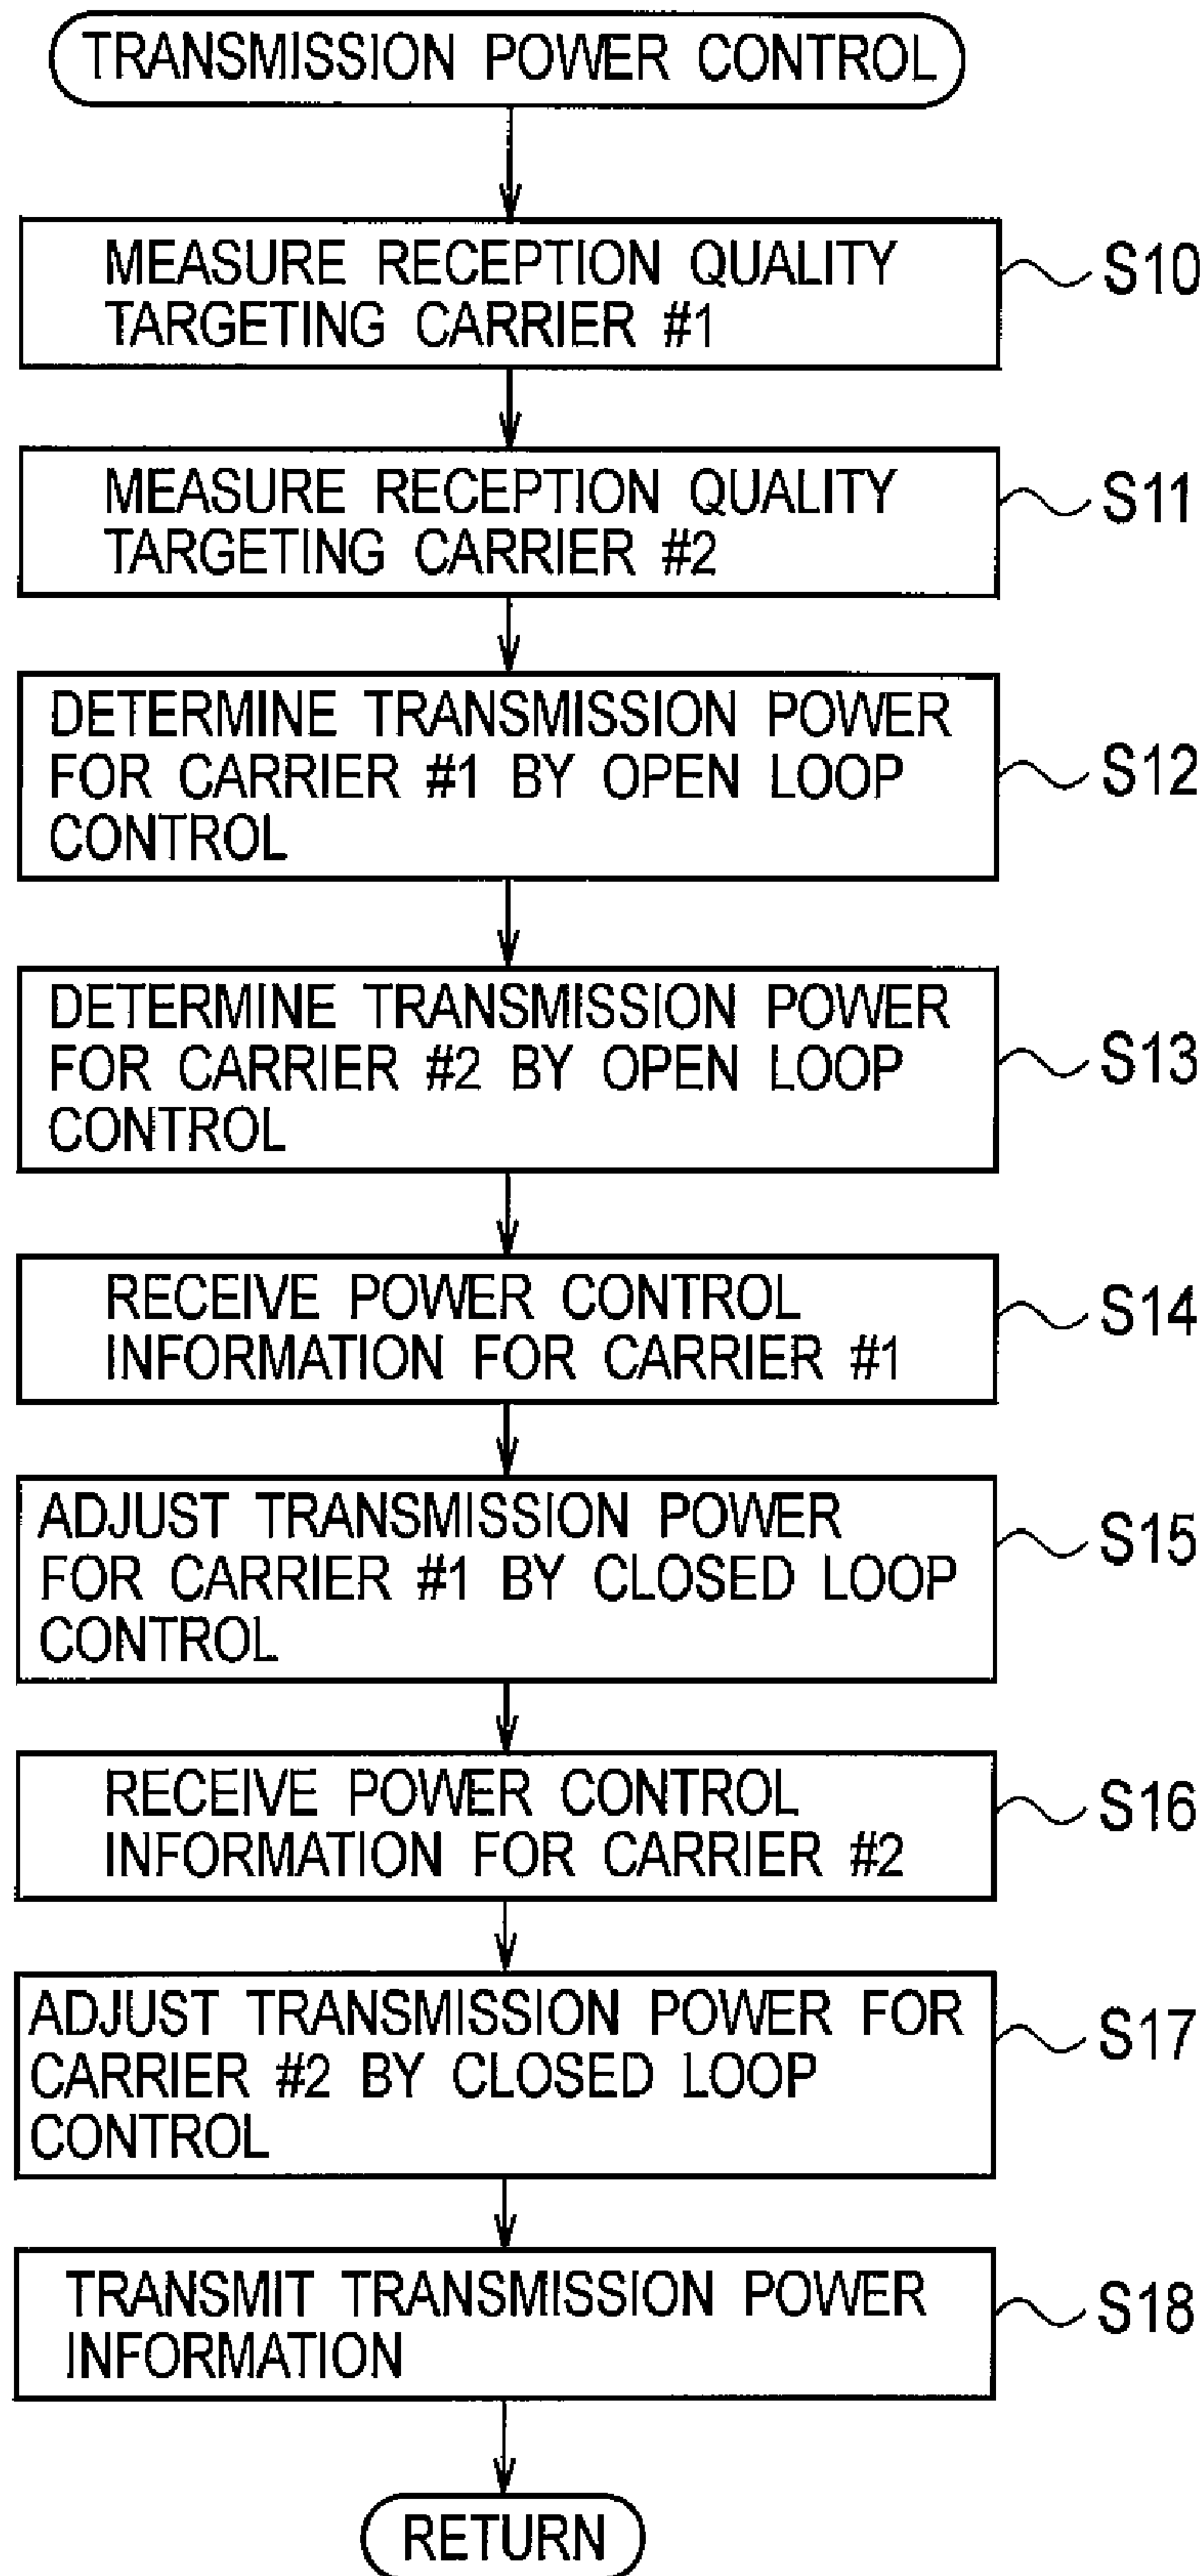 TRANSMISSION POWER CONTROL
MEASURE RECEPTION QUALITY
TARGETING CARRIER #1
S10
MEASURE RECEPTION QUALITY
TARGETING CARRIER #2
S11
DETERMINE TRANSMISSION POWER
FOR CARRIER #1 BY OPEN LOOP
CONTROL
S12
DETERMINE TRANSMISSION POWER
FOR CARRIER #2 BY OPEN LOOP
CONTROL
S13
RECEIVE POWER CONTROL
INFORMATION FOR CARRIER #1
S14
ADJUST TRANSMISSION POWER
FOR CARRIER #1 BY CLOSED LOOP
CONTROL
S15
RECEIVE POWER CONTROL
INFORMATION FOR CARRIER #2
S16
ADJUST TRANSMISSION POWER FOR
CARRIER #2 BY CLOSED LOOP
CONTROL
S17
TRANSMIT TRANSMISSION POWER
INFORMATION
S18
RETURN